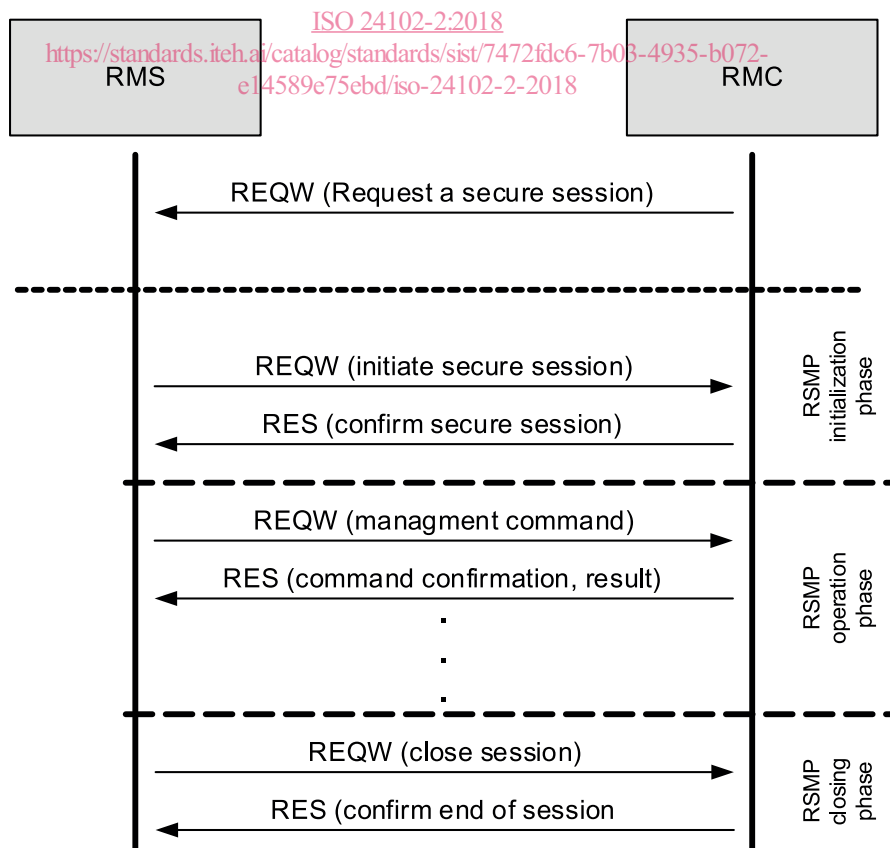 ISO 24102-2:2018
https://standards.iteh.ai/catalog/standards/sist/7472fdc6-7b03-4935-b072-
e14589e75ebd/iso-24102-2-2018
RMS
RMC
REQW (Request a secure session)
REQW (initiate secure session)
RES (confirm secure session)
RSMP
initialization
phase
REQW (managment command)
RES (command confirmation, result)
.
.
.
RSMP
operation
phase
REQW (close session)
RES (confirm end of session
RSMP
closing
phase